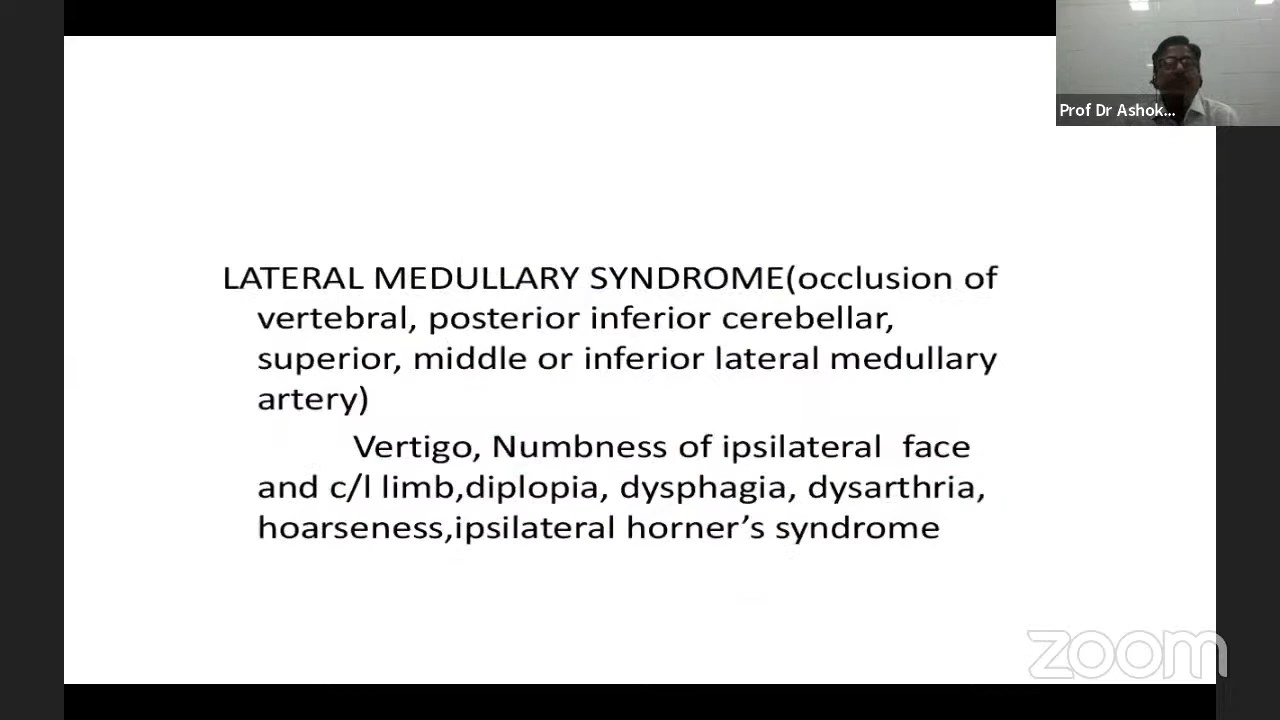 Prof Dr Ashok...
LATERAL MEDULLARY SYNDROME(occlusion of
vertebral, posterior inferior cerebellar,
superior, middle or inferior lateral medullary
artery)
Vertigo, Numbness of ipsilateral face
and c/l limb,diplopia, dysphagia, dysarthria,
hoarseness,ipsilateral horner’s syndrome
zoom